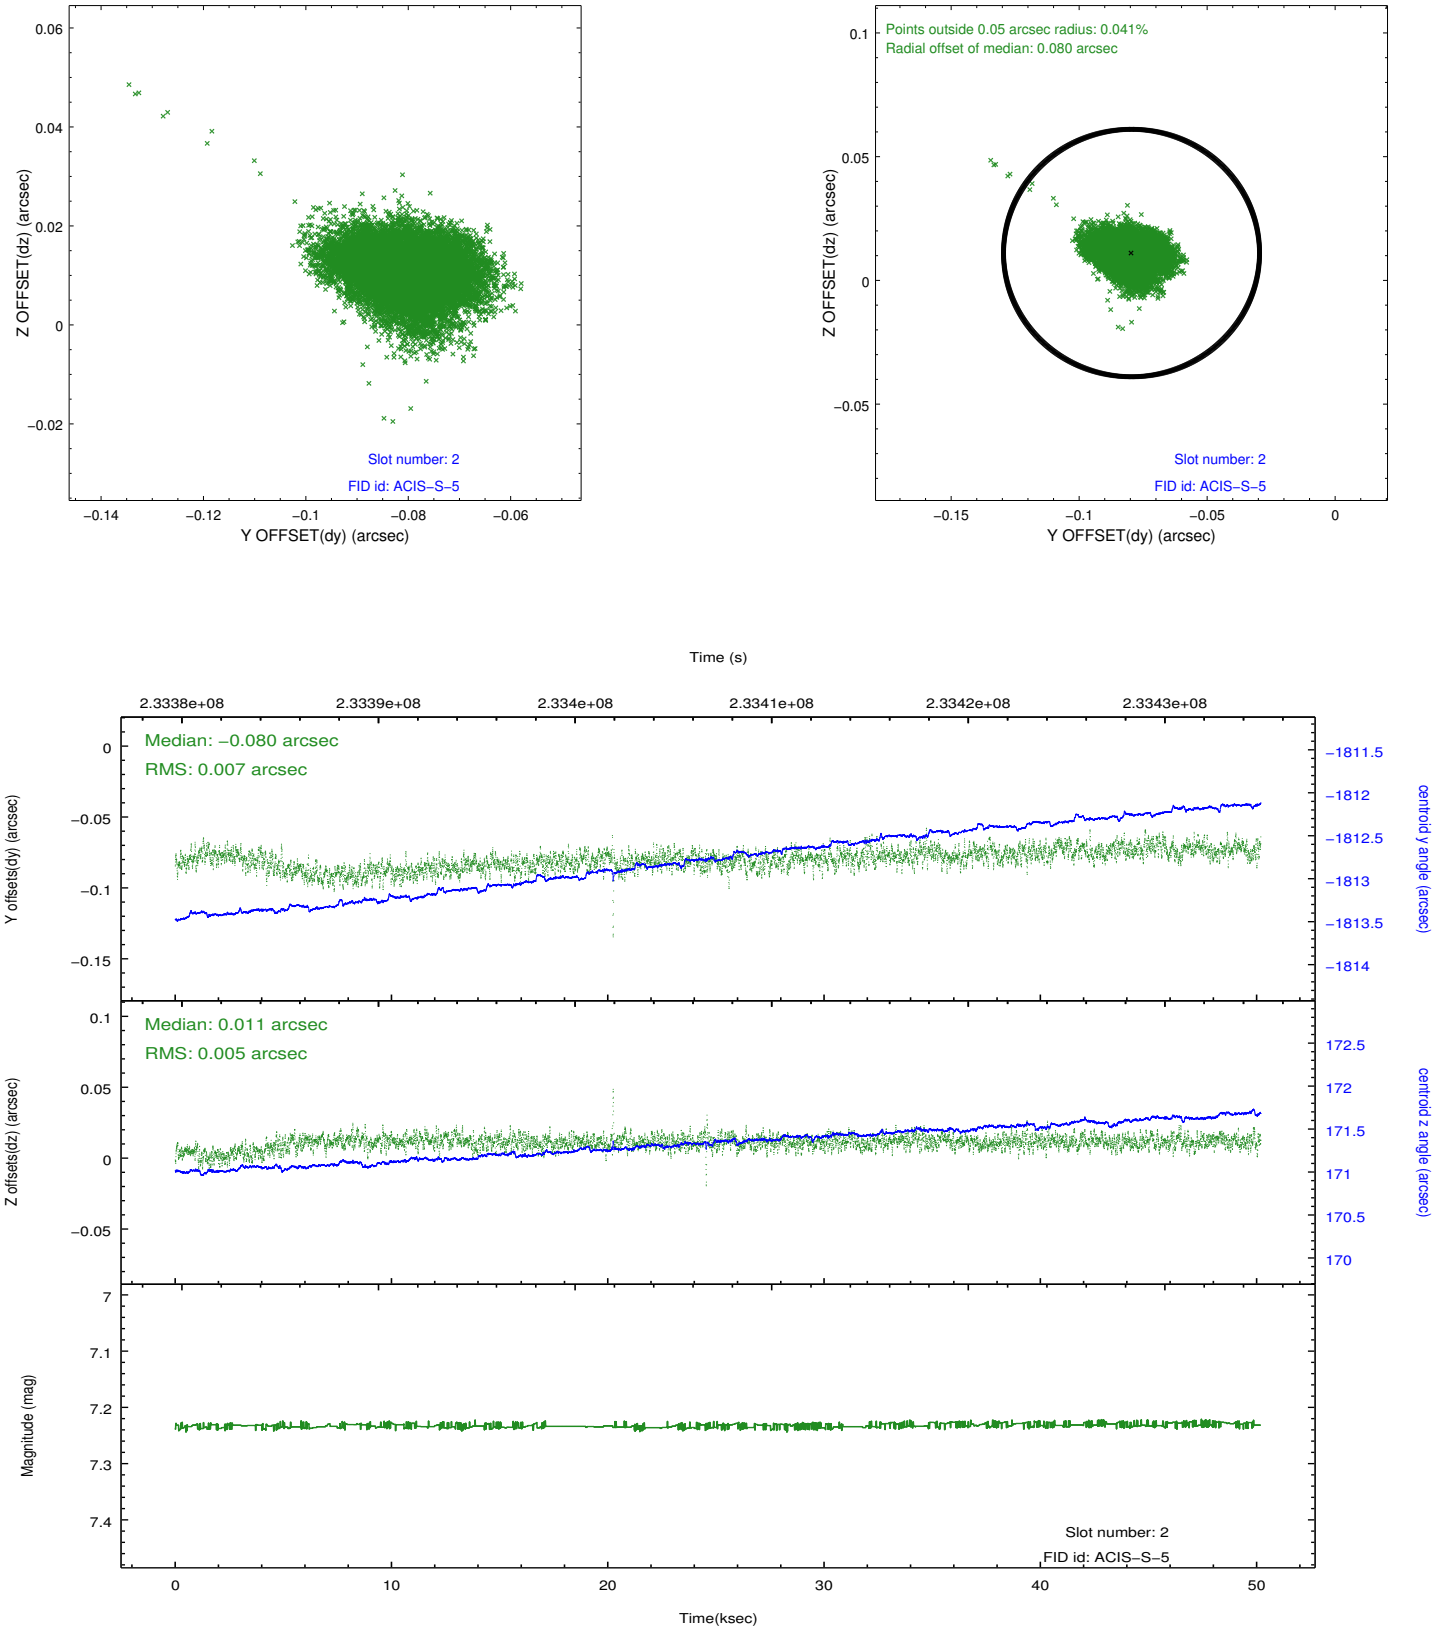 0.06
0.04
0.02
0
−0.02
Z OFFSET(dz) (arcsec)
Slot number: 2
FID id: ACIS−S−5
−0.14 −0.12 −0.1 −0.08 −0.06
Y OFFSET(dy) (arcsec)
Points outside 0.05 arcsec radius: 0.041%
Radial offset of median: 0.080 arcsec
0.1
0.05
0
−0.05
Z OFFSET(dz) (arcsec)
Slot number: 2
FID id: ACIS−S−5
−0.15 −0.1 −0.05 0
Y OFFSET(dy) (arcsec)
Time (s)
2.3338e+08 2.3339e+08 2.334e+08 2.3341e+08 2.3342e+08 2.3343e+08
Median: −0.080 arcsec
RMS: 0.007 arcsec
0
−0.05
−0.1
−0.15
Y offsets(dy) (arcsec)
−1811.5
−1812
−1812.5
−1813
−1813.5
−1814
centroid y angle (arcsec)
Median: 0.011 arcsec
RMS: 0.005 arcsec
0.1
0.05
0
−0.05
Z offsets(dz) (arcsec)
172.5
172
171.5
171
170.5
170
centroid z angle (arcsec)
7
7.1
7.2
7.3
7.4
Magnitude (mag)
Slot number: 2
FID id: ACIS−S−5
0 10 20 30 40 50
Time(ksec)